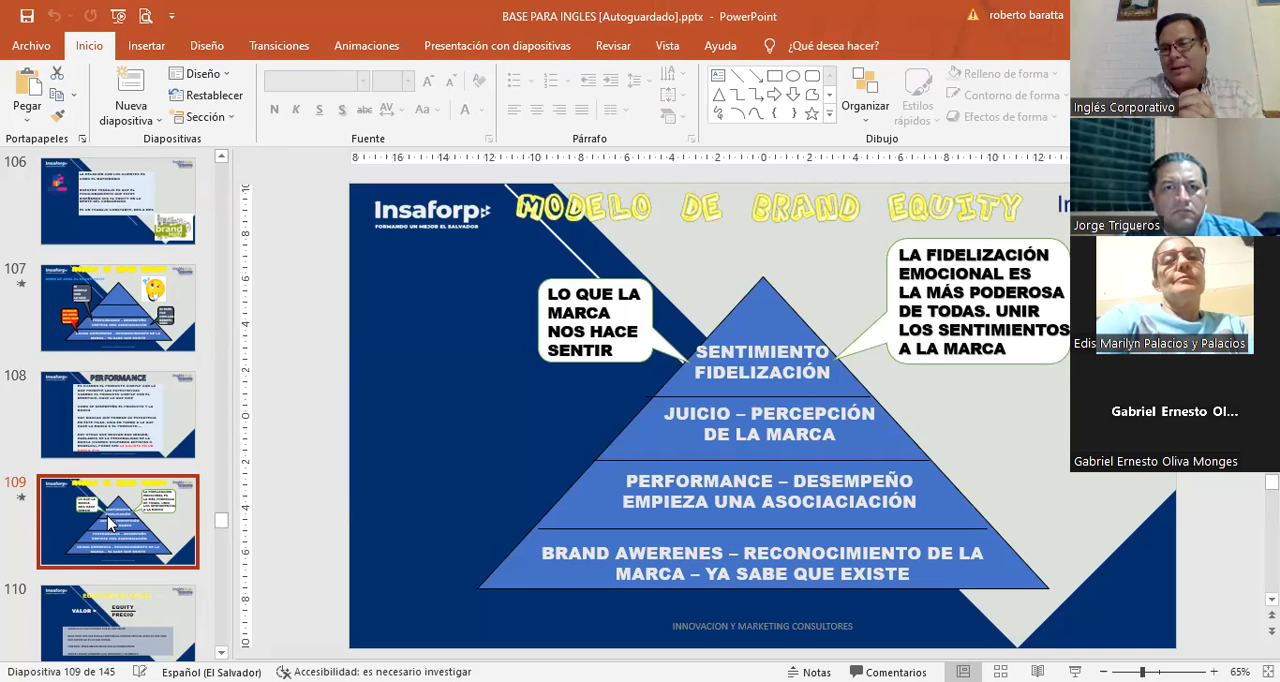 BASE PARA INGLES [Autoguardado].pptx - PowerPoint
roberto baratta
Archivo Inicio Insertar Diseño Transiciones Animaciones Presentación con diapositivas Revisar Vista Ayuda ¿Qué desea hacer?
Pegar
Nueva diapositiva
Diseño
Restablecer
Sección
N K S S abc AV Aa A
Organizar
Estilos rápidos
Relleno de forma
Contorno de forma
Efectos de forma
Portapapeles Diapositivas Fuente Párrafo Dibujo
Inglés Corporativo
Jorge Trigueros
Edis Marilyn Palacios y Palacios
Gabriel Ernesto Ol...
Gabriel Ernesto Oliva Monges
106
107
108
PERFORMANCE
109
110
VALOR = EQUITY
PRECIO
Insaforp
FORMANDO UN MEJOR EL SALVADOR
MODELO DE BRAND EQUITY
LO QUE LA
MARCA
NOS HACE
SENTIR
LA FIDELIZACIÓN
EMOCIONAL ES
LA MÁS PODEROSA
DE TODAS. UNIR
LOS SENTIMIENTOS
A LA MARCA
SENTIMIENTO
FIDELIZACIÓN
JUICIO – PERCEPCIÓN
DE LA MARCA
PERFORMANCE – DESEMPEÑO
EMPIEZA UNA ASOCIACIACIÓN
BRAND AWERENES – RECONOCIMIENTO DE LA
MARCA – YA SABE QUE EXISTE
INNOVACION Y MARKETING CONSULTORES
Diapositiva 109 de 145 Español (El Salvador) Accesibilidad: es necesario investigar Notas Comentarios 65%